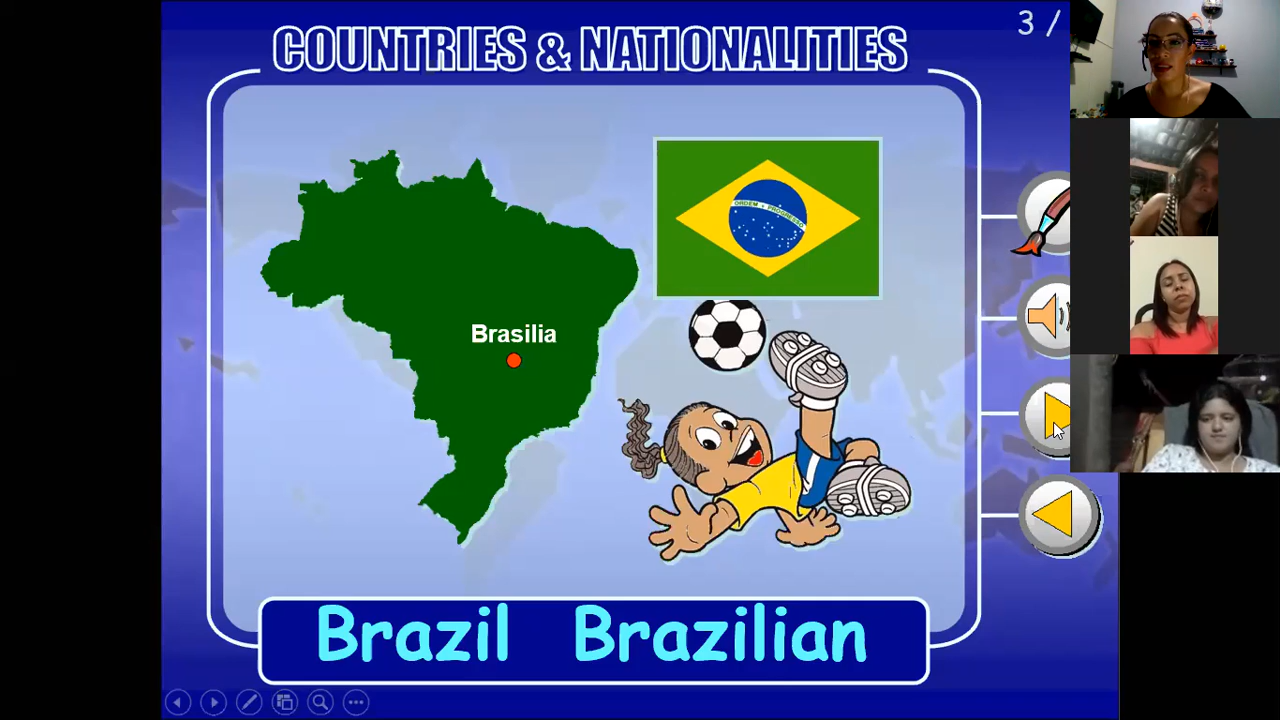 COUNTRIES & NATIONALITIES
3 /
ORDEM E PROGRESSO
Brasilia
Brazil Brazilian